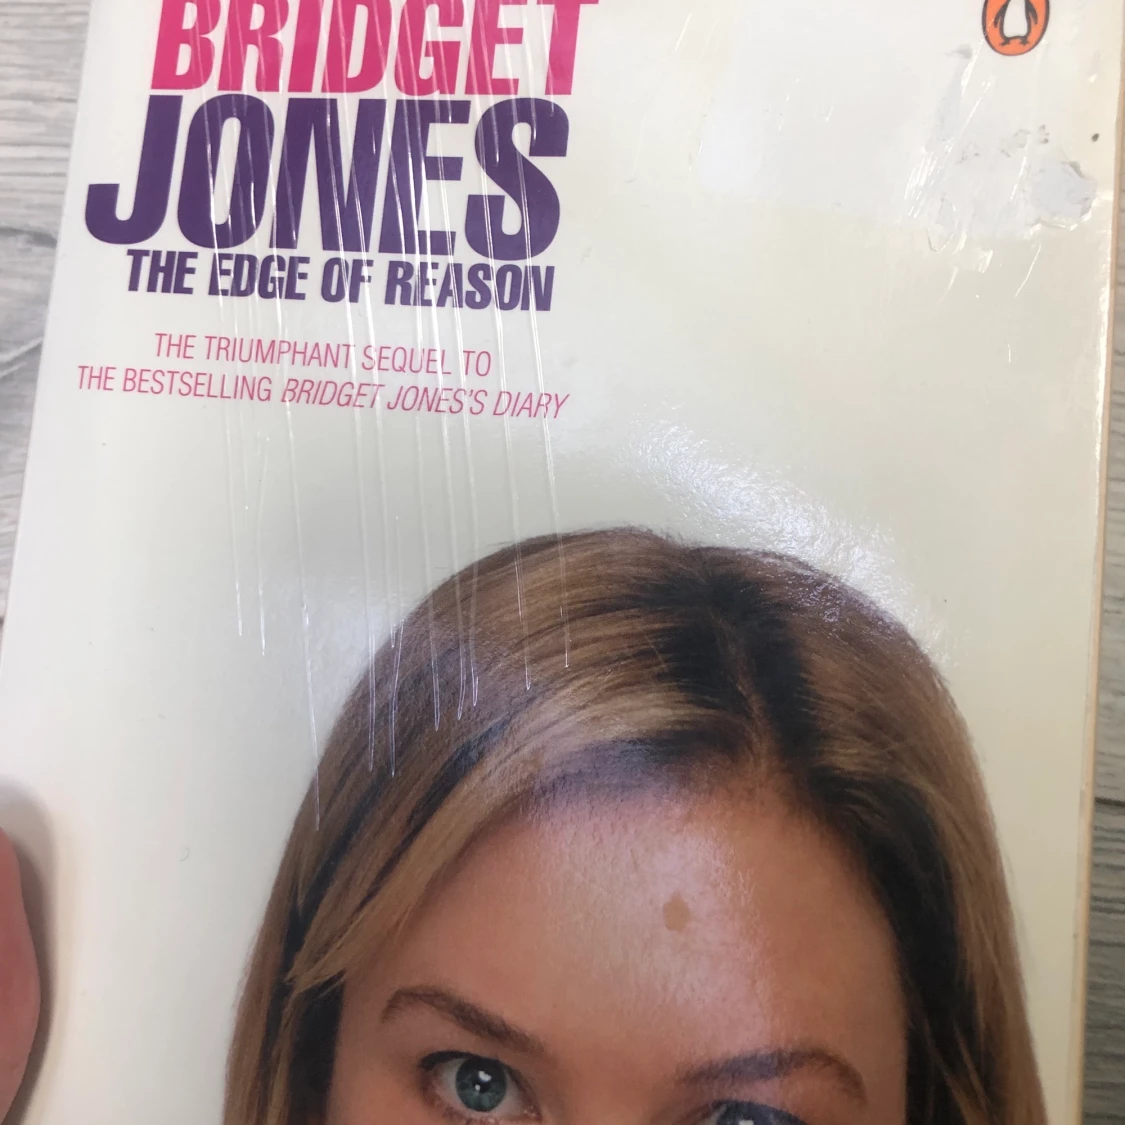 BRIDGET
JONES
THE EDGE OF REASON
THE TRIUMPHANT SEQUEL TO
THE BESTSELLING BRIDGET JONES'S DIARY